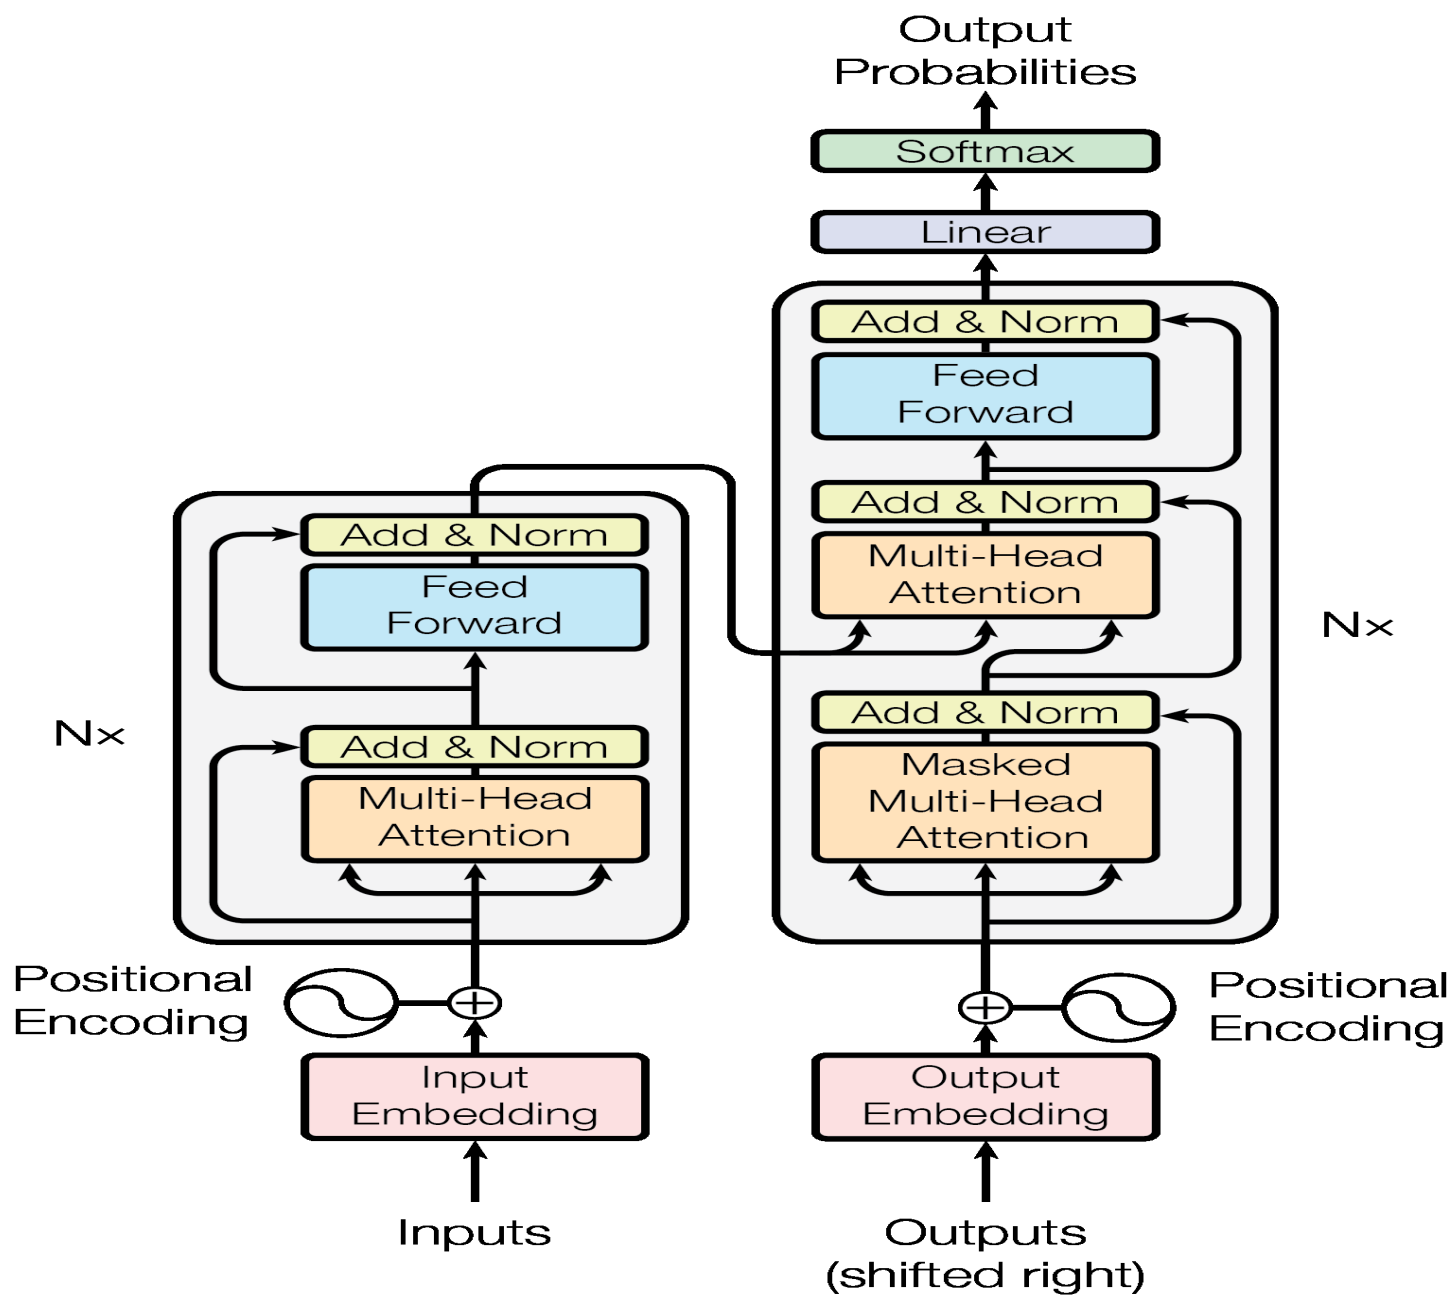 Output
Probabilities
Softmax
Linear
Add & Norm
Feed
Forward
Add & Norm
Multi-Head
Attention
Nx
Add & Norm
Masked
Multi-Head
Attention
Add & Norm
Feed
Forward
Nx
Add & Norm
Multi-Head
Attention
Positional
Encoding
Positional
Encoding
Input
Embedding
Output
Embedding
Inputs
Outputs
(shifted right)